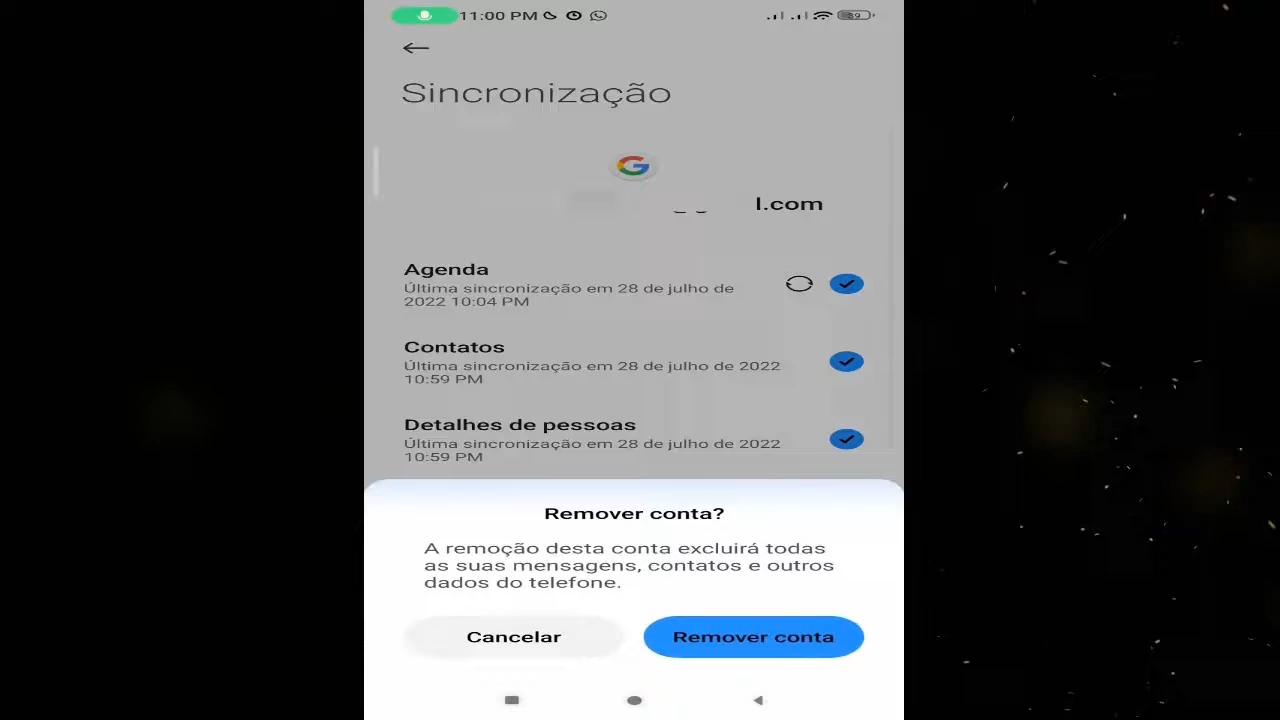 11:00 PM
89
Sincronização
l.com
Agenda
Última sincronização em 28 de julho de
2022 10:04 PM
Contatos
Última sincronização em 28 de julho de 2022
10:59 PM
Detalhes de pessoas
Última sincronização em 28 de julho de 2022
10:59 PM
Remover conta?
A remoção desta conta excluirá todas
as suas mensagens, contatos e outros
dados do telefone.
Cancelar
Remover conta